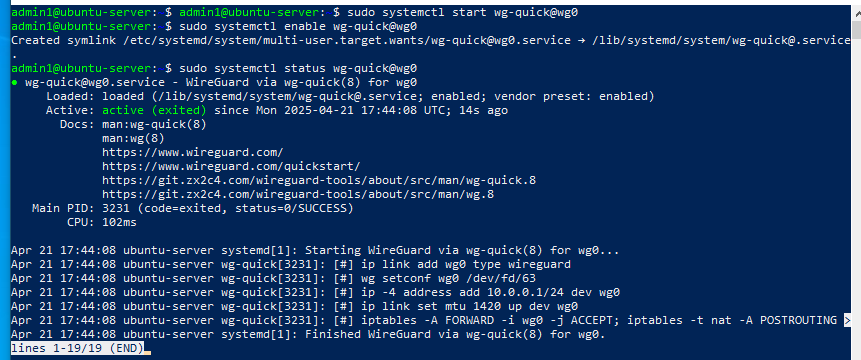 admin1@ubuntu-server: $ admin1@ubuntu-server: $ sudo systemctl start wg-quick@wg0
admin1@ubuntu-server: $ sudo systemctl enable wg-quick@wg0
Created symlink /etc/systemd/system/multi-user.target.wants/wg-quick@wg0.service → /lib/systemd/system/wg-quick@.service
.
admin1@ubuntu-server: $ sudo systemctl status wg-quick@wg0
● wg-quick@wg0.service - WireGuard via wg-quick(8) for wg0
     Loaded: loaded (/lib/systemd/system/wg-quick@.service; enabled; vendor preset: enabled)
     Active: active (exited) since Mon 2025-04-21 17:44:08 UTC; 14s ago
       Docs: man:wg-quick(8)
             man:wg(8)
             https://www.wireguard.com/
             https://www.wireguard.com/quickstart/
             https://git.zx2c4.com/wireguard-tools/about/src/man/wg-quick.8
             https://git.zx2c4.com/wireguard-tools/about/src/man/wg.8
   Main PID: 3231 (code=exited, status=0/SUCCESS)
        CPU: 102ms

Apr 21 17:44:08 ubuntu-server systemd[1]: Starting WireGuard via wg-quick(8) for wg0...
Apr 21 17:44:08 ubuntu-server wg-quick[3231]: [#] ip link add wg0 type wireguard
Apr 21 17:44:08 ubuntu-server wg-quick[3231]: [#] wg setconf wg0 /dev/fd/63
Apr 21 17:44:08 ubuntu-server wg-quick[3231]: [#] ip -4 address add 10.0.0.1/24 dev wg0
Apr 21 17:44:08 ubuntu-server wg-quick[3231]: [#] ip link set mtu 1420 up dev wg0
Apr 21 17:44:08 ubuntu-server wg-quick[3231]: [#] iptables -A FORWARD -i wg0 -j ACCEPT; iptables -t nat -A POSTROUTING >
Apr 21 17:44:08 ubuntu-server systemd[1]: Finished WireGuard via wg-quick(8) for wg0.
lines 1-19/19 (END)